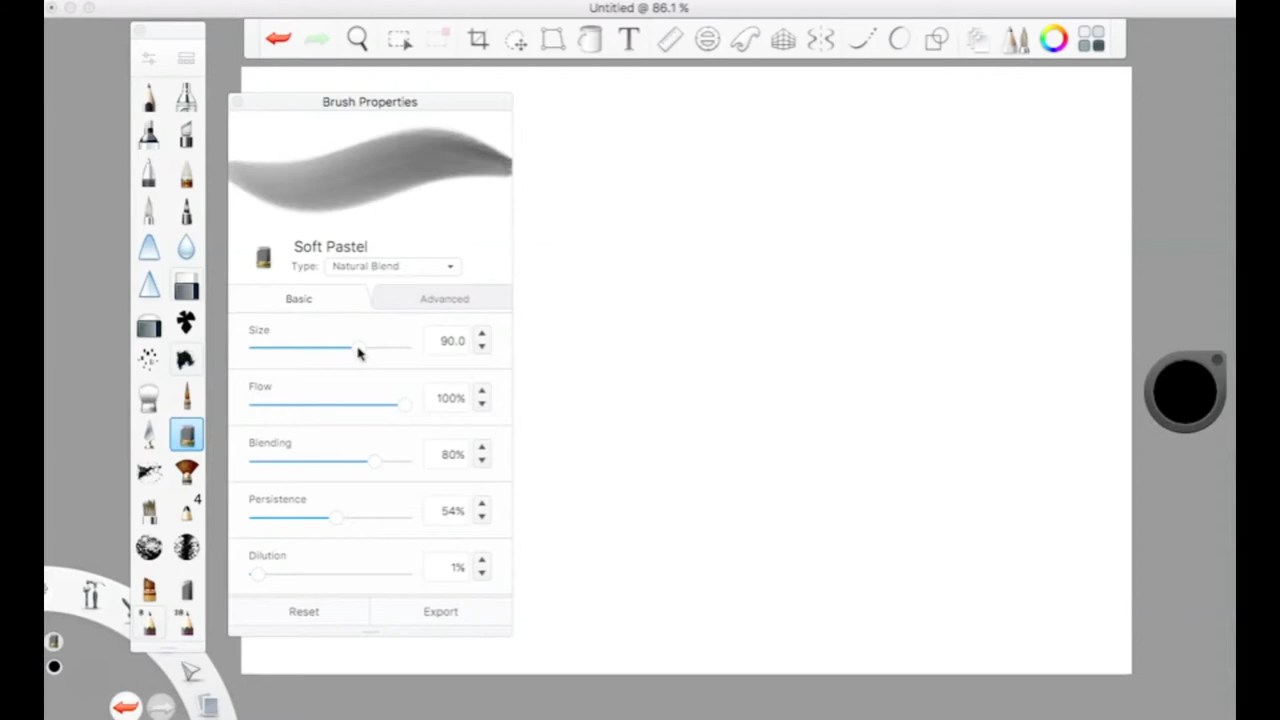 Untitled @ 86.1 %
T
Brush Properties
Soft Pastel
Type: Natural Blend
Basic Advanced
Size
90.0
Flow
100%
Blending
80%
Persistence
54%
Dilution
1%
Reset Export
4